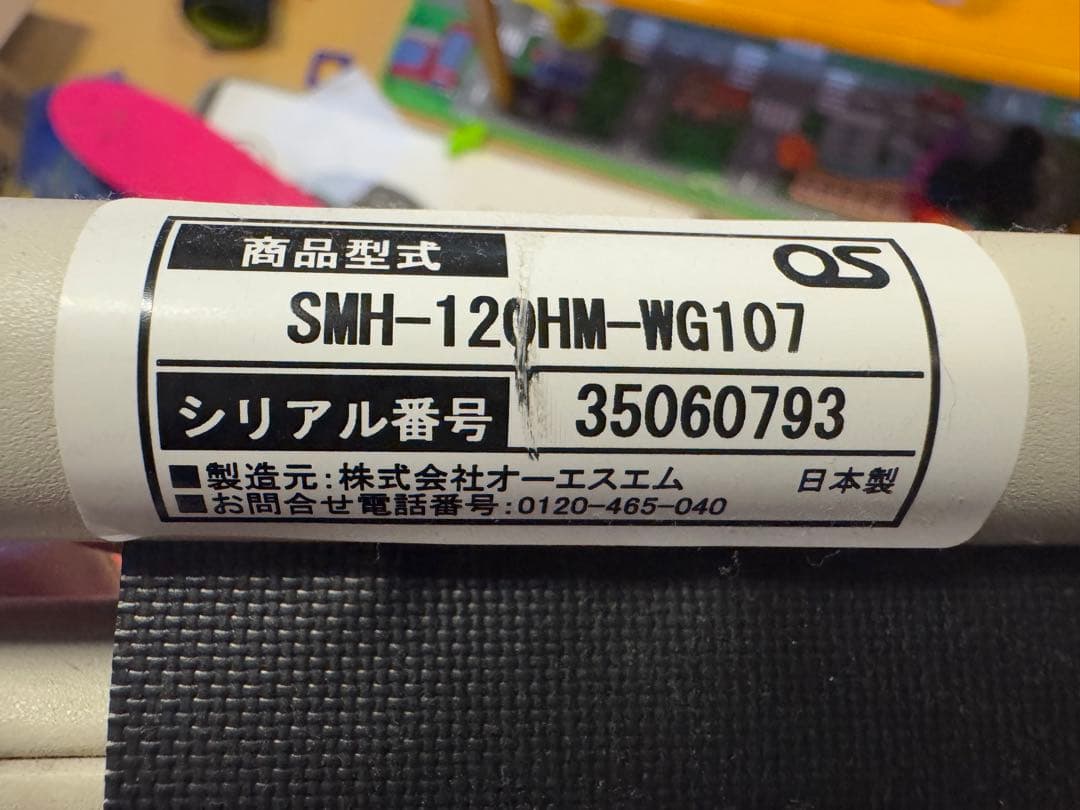 商品型式
OS
SMH-120HM-WG107
シリアル番号 35060793
■製造元:株式会社オーエスエム 日本製
■お問合せ電話番号:0120-465-040